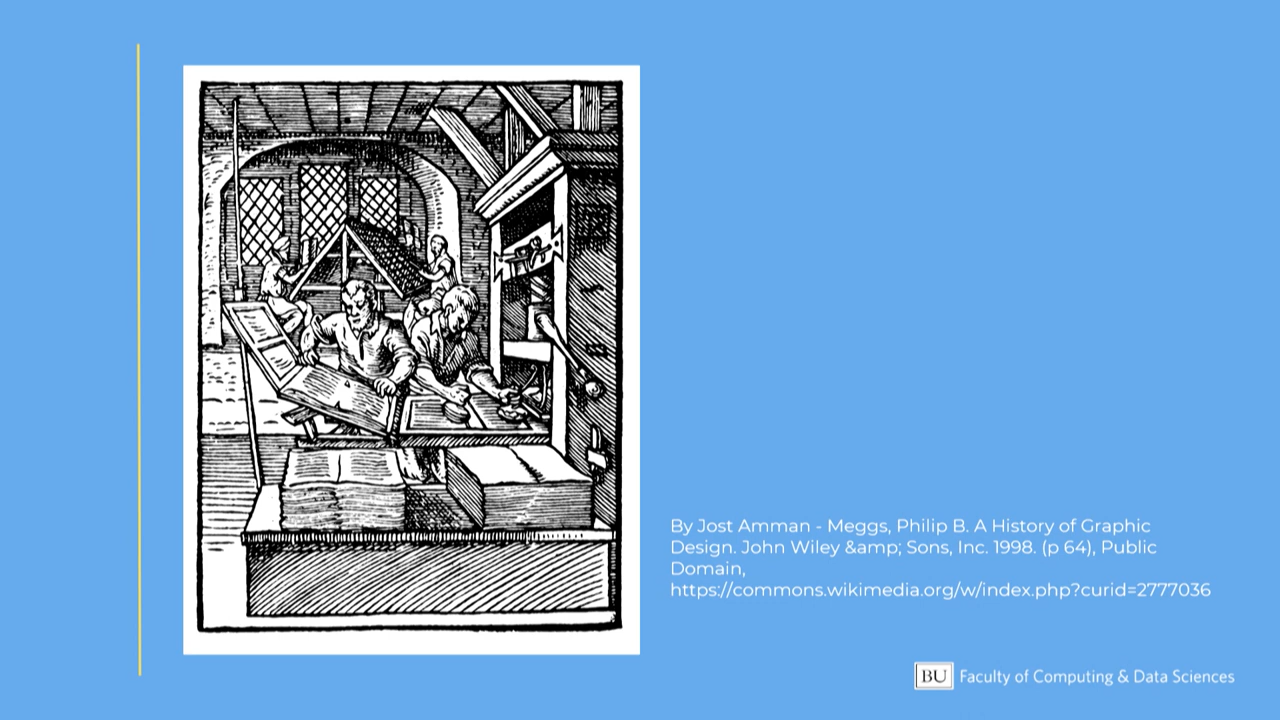 By Jost Amman - Meggs, Philip B. A History of Graphic
Design. John Wiley &amp; Sons, Inc. 1998. (p 64), Public
Domain,
https://commons.wikimedia.org/w/index.php?curid=2777036
BU Faculty of Computing & Data Sciences